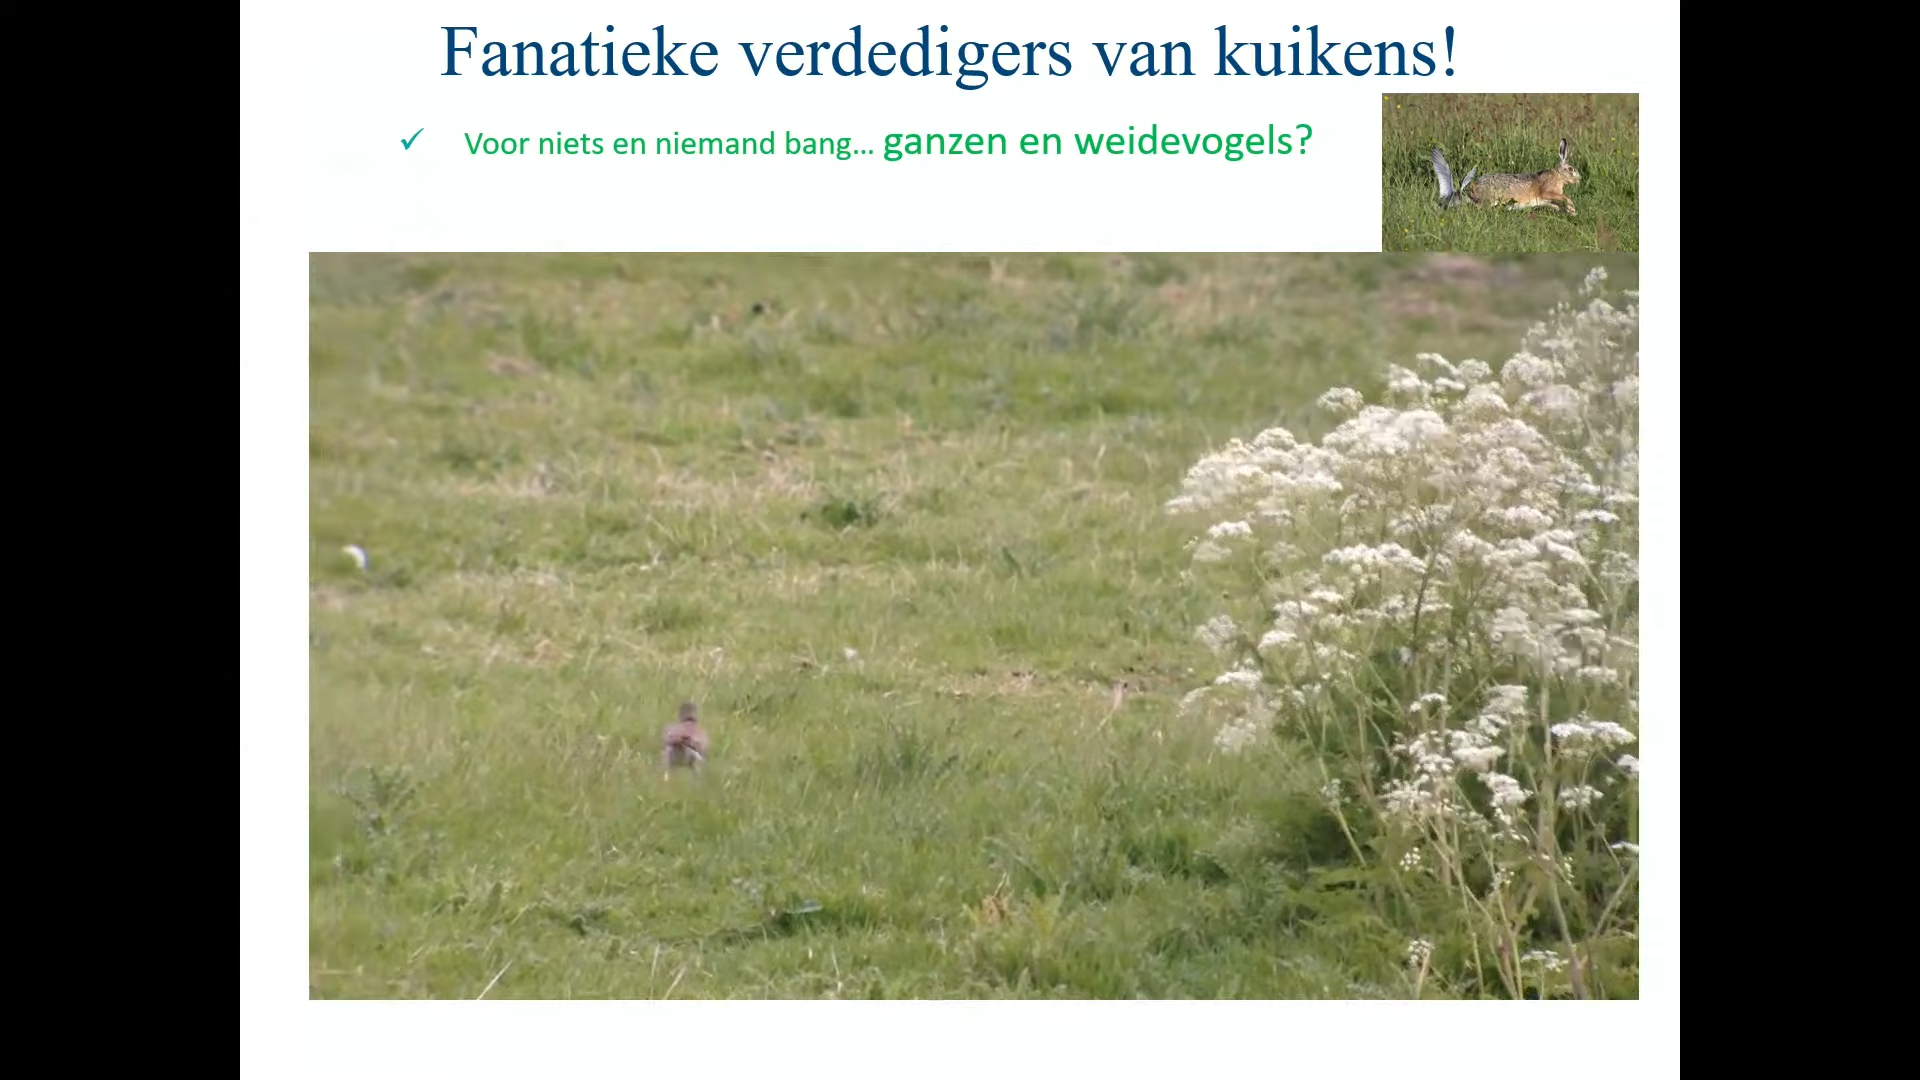 Fanatieke verdedigers van kuikens!
✓ Voor niets en niemand bang... ganzen en weidevogels?